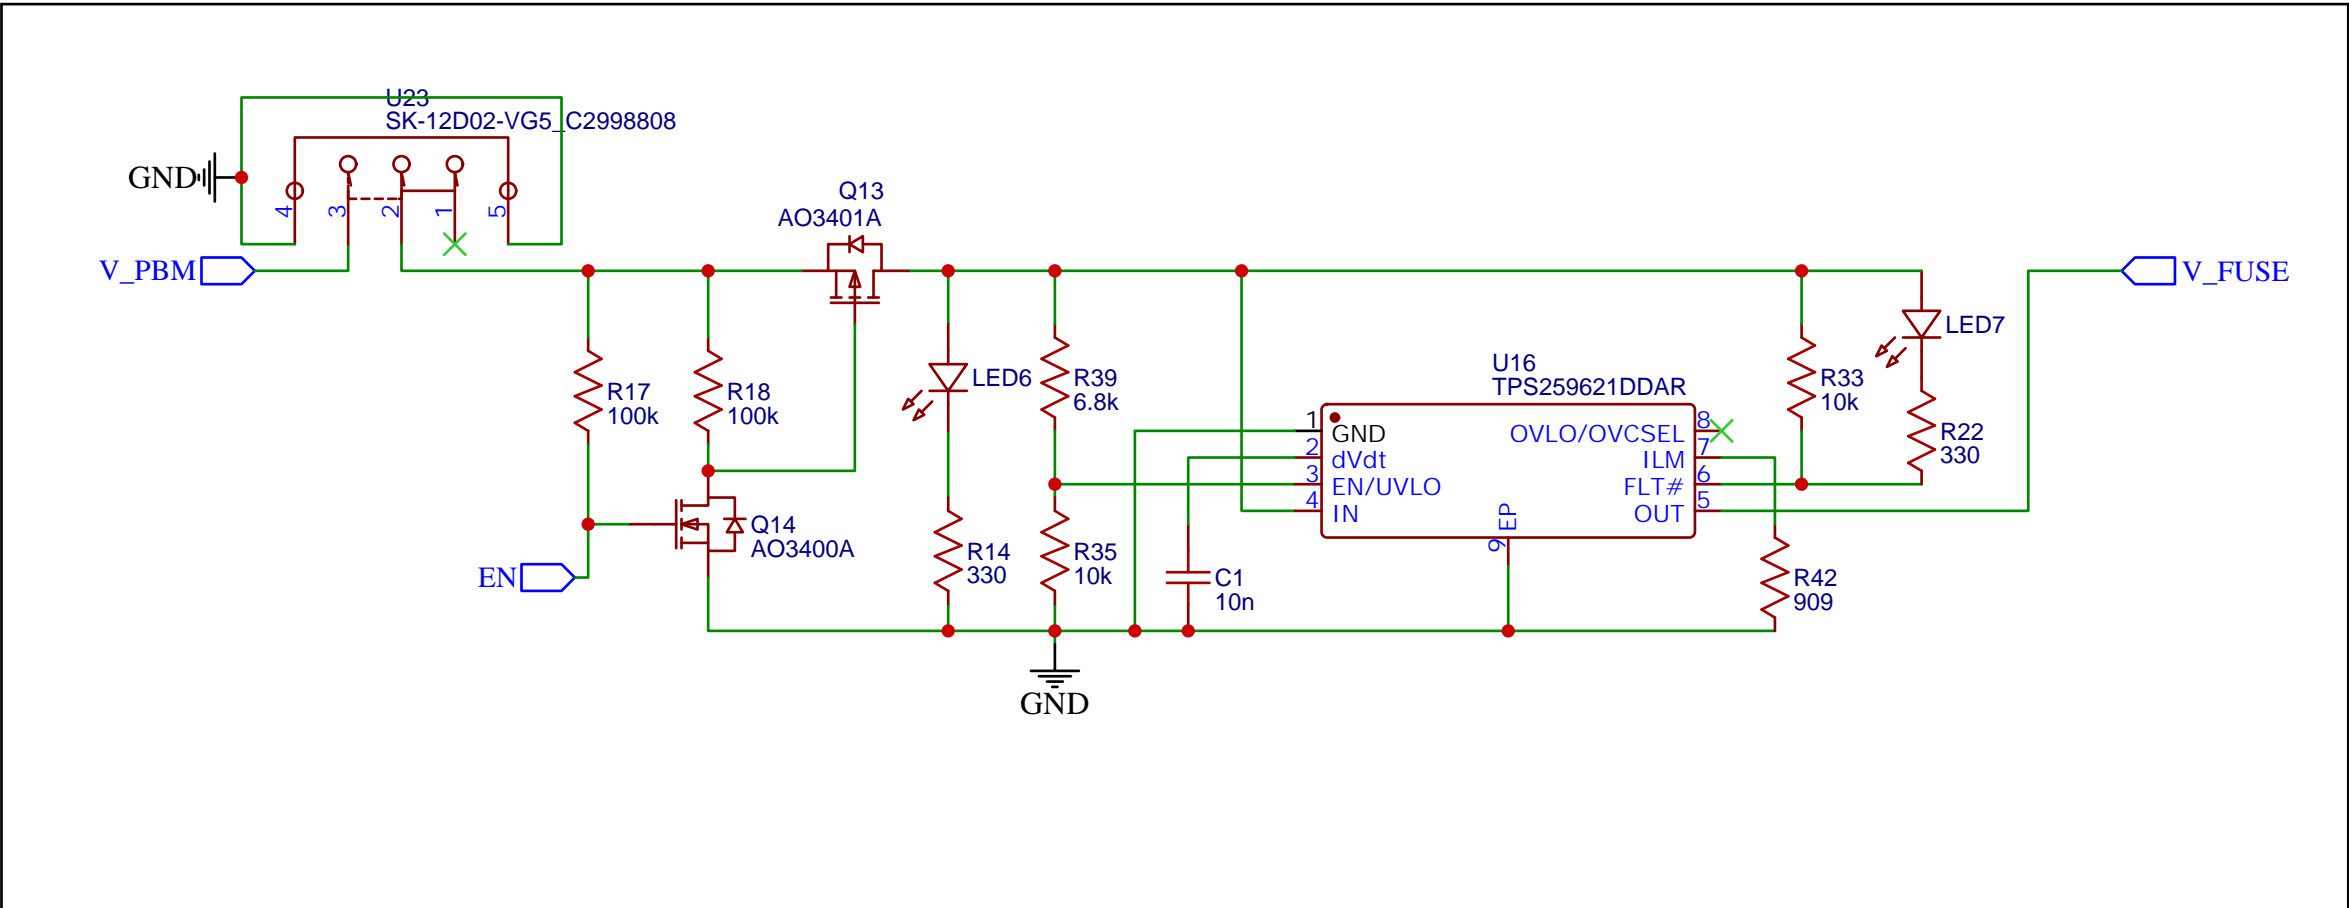 U23
SK-12D02-VG5_C2998808
GND
4
3
2
1
5
V_PBM
Q13
AO3401A
V_FUSE
LED7
LED6
R17
100k
R18
100k
R39
6.8k
U16
TPS259621DDAR
R33
10k
R22
330
1
GND
2
dVdt
3
EN/UVLO
4
IN
8
OVLO/OVCSEL
7
ILM
6
FLT#
5
OUT
EP
9
Q14
AO3400A
EN
R14
330
R35
10k
C1
10n
R42
909
GND